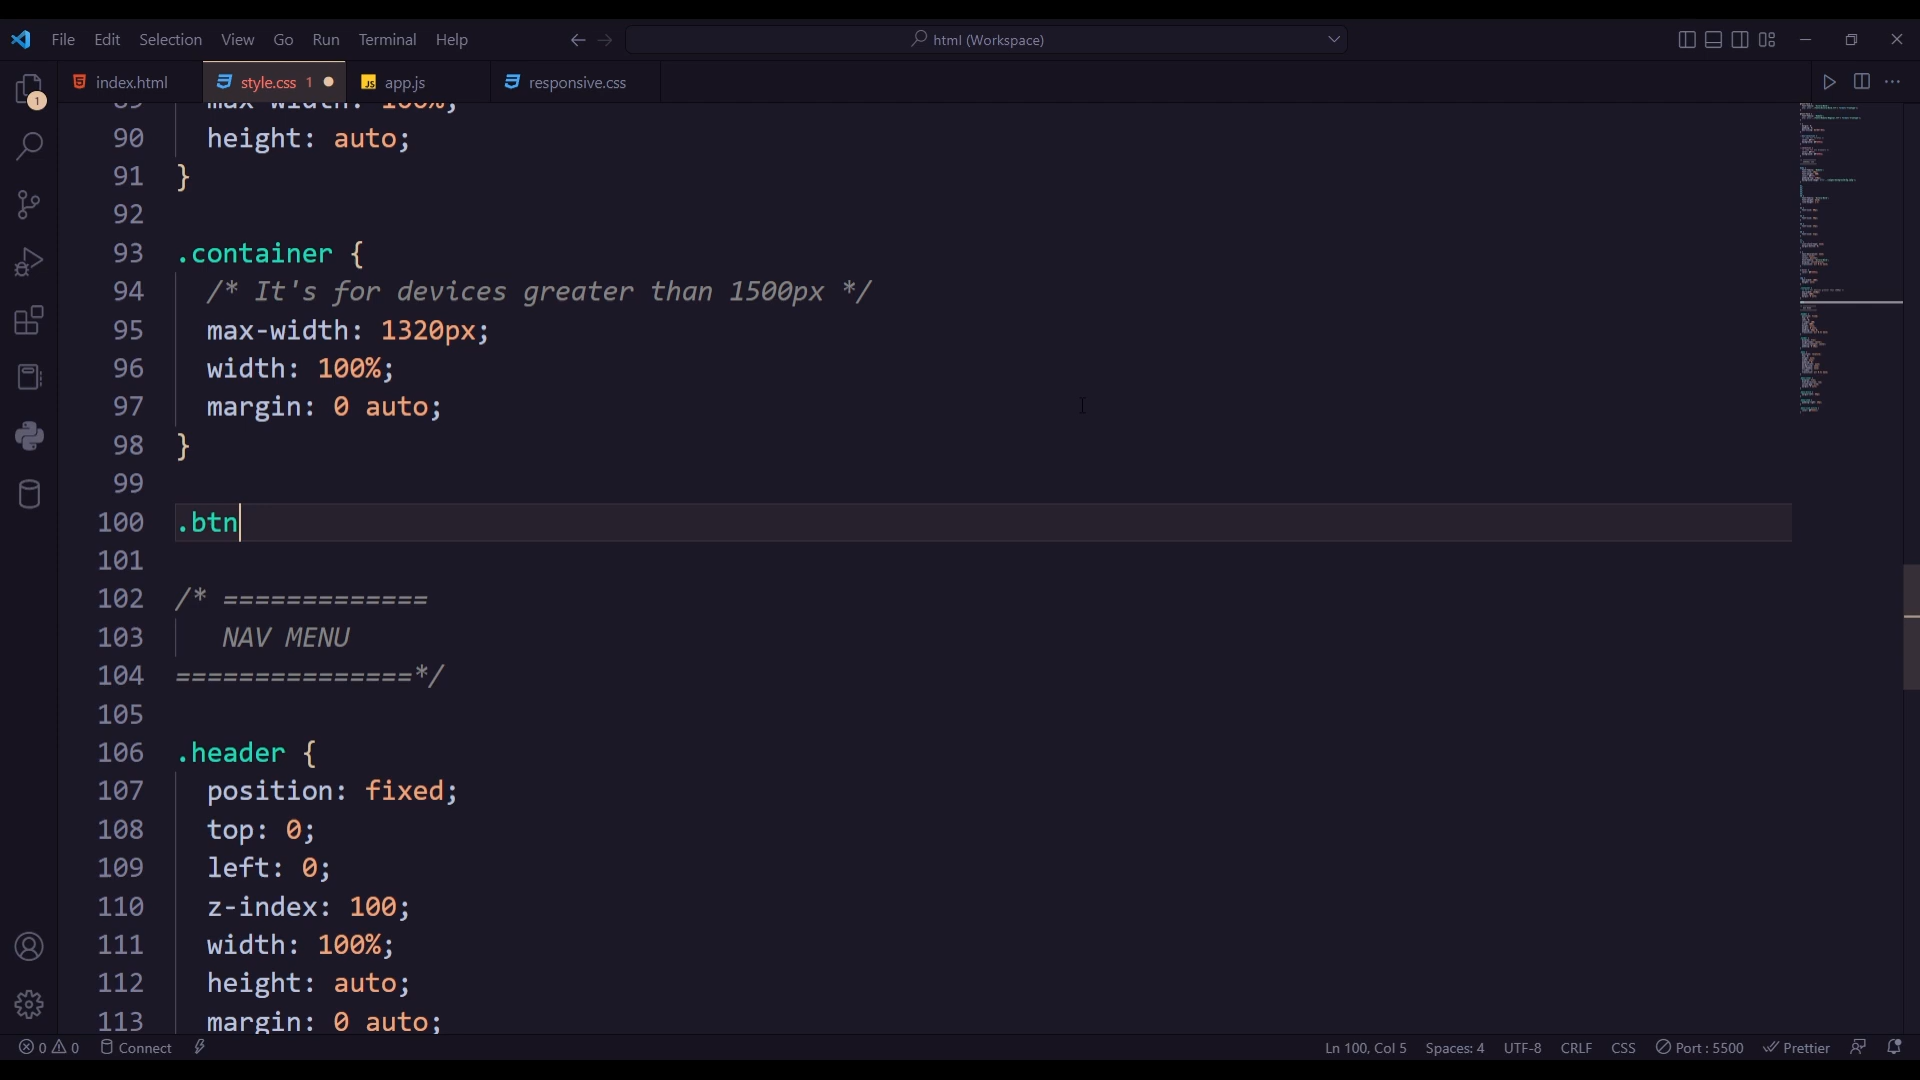 File Edit Selection View Go Run Terminal Help
html (Workspace)
index.html style.css 1 app.js responsive.css
1
89 max-width: 100%;
90 height: auto;
91 }
92
93 .container {
94 /* It's for devices greater than 1500px */
95 max-width: 1320px;
96 width: 100%;
97 margin: 0 auto;
98 }
99
100 .btn
101
102 /* =============
103 NAV MENU
104 ===============*/
105
106 .header {
107 position: fixed;
108 top: 0;
109 left: 0;
110 z-index: 100;
111 width: 100%;
112 height: auto;
113 margin: 0 auto;
0 0 Connect Ln 100, Col 5 Spaces: 4 UTF-8 CRLF CSS Port : 5500 Prettier